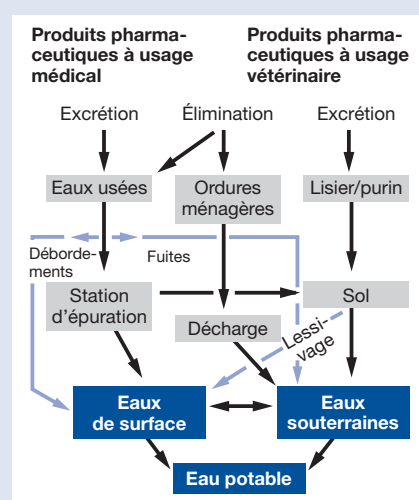 Produits pharma-
ceutiques à usage
médical
Produits pharma-
ceutiques à usage
vétérinaire
Excrétion
Élimination
Excrétion
Eaux usées
Ordures
ménagères
Lisier/purin
Déborde-
ments
Fuites
Station
d'épuration
Décharge
Sol
Lessi-
vage
Eaux
de surface
Eaux
souterraines
Eau potable